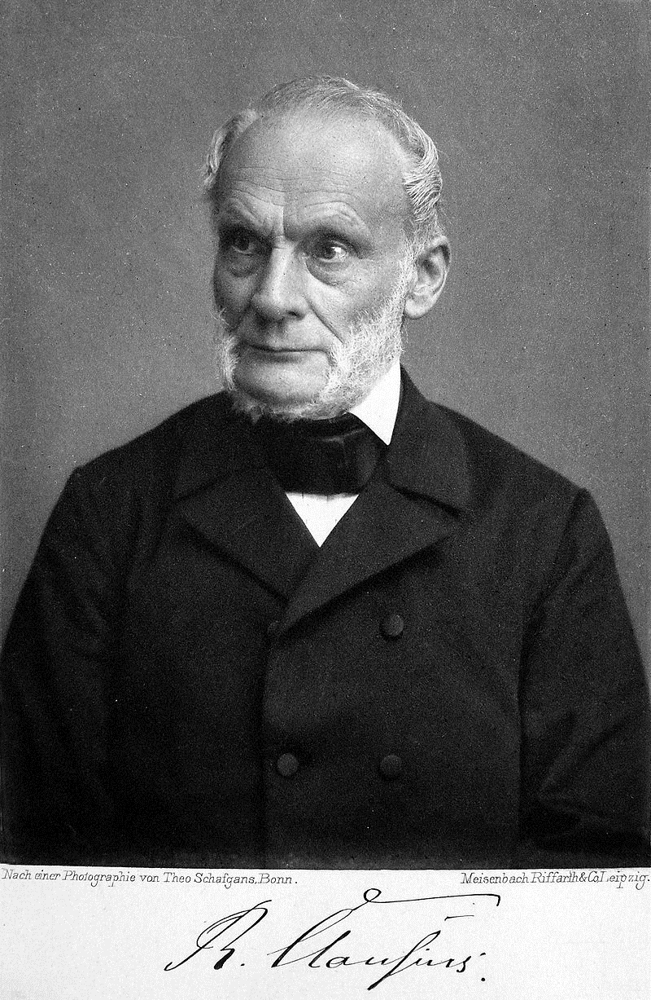 Nach einer Photographie von Theo Schafgans, Bonn.
Meisenbach Riffarth & Co. Leipzig.
R. Clausius.